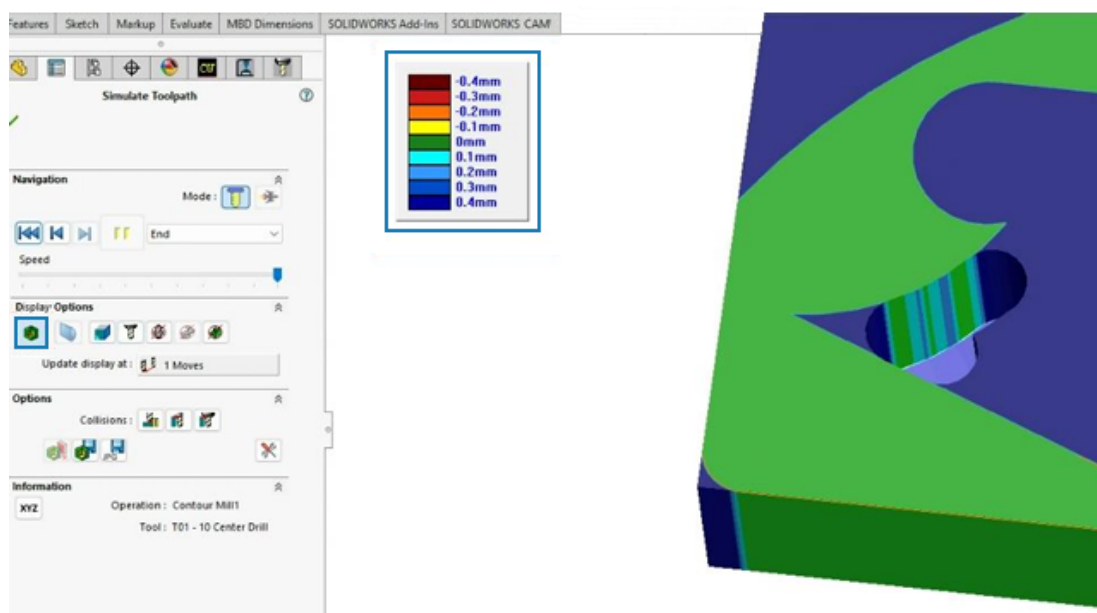 Features Sketch Markup Evaluate MBD Dimensions SOLIDWORKS Add-Ins SOLIDWORKS CAM
Simulate Toolpath
Navigation
Mode :
End
Speed
Display Options
Update display at : 1 Moves
Options
Collisions :
Information
XYZ
Operation : Contour Mill1
Tool : T01 - 10 Center Drill
-0.4mm
-0.3mm
-0.2mm
-0.1mm
0mm
0.1mm
0.2mm
0.3mm
0.4mm